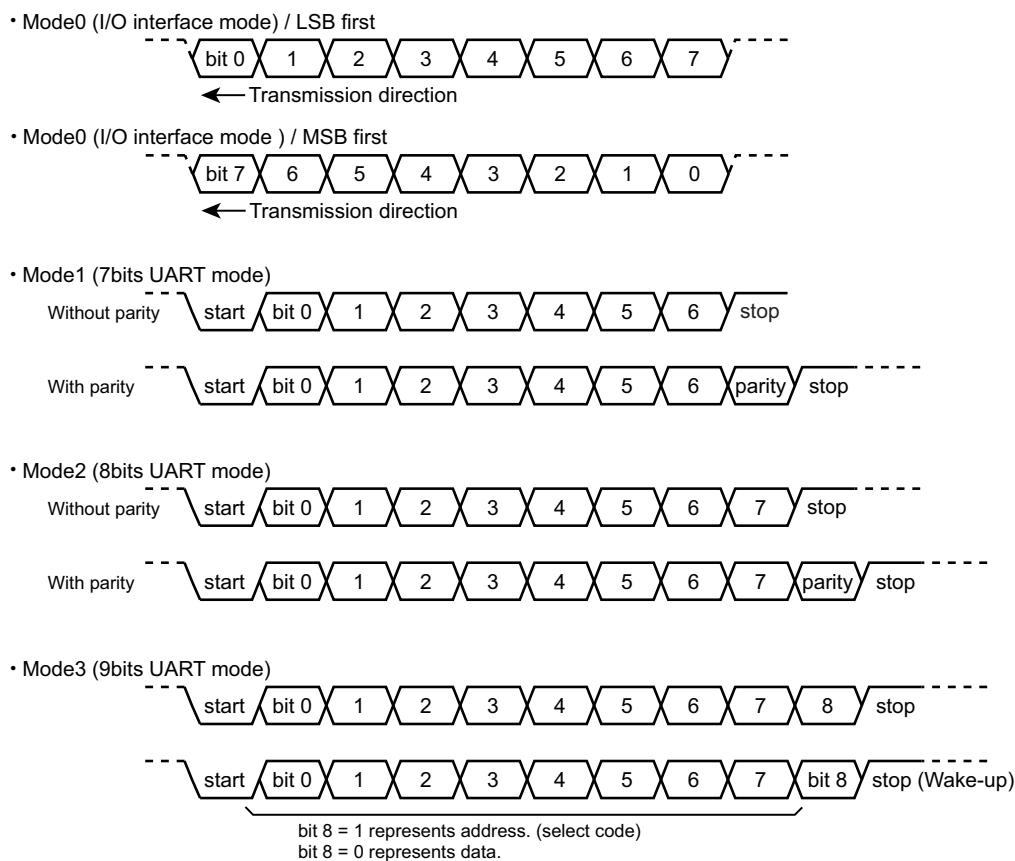 ・Mode0 (I/O interface mode) / LSB first
bit 0 1 2 3 4 5 6 7
Transmission direction
・Mode0 (I/O interface mode ) / MSB first
bit 7 6 5 4 3 2 1 0
Transmission direction
・Mode1 (7bits UART mode)
Without parity start bit 0 1 2 3 4 5 6 stop
With parity start bit 0 1 2 3 4 5 6 parity stop
・Mode2 (8bits UART mode)
Without parity start bit 0 1 2 3 4 5 6 7 stop
With parity start bit 0 1 2 3 4 5 6 7 parity stop
・Mode3 (9bits UART mode)
start bit 0 1 2 3 4 5 6 7 8 stop
start bit 0 1 2 3 4 5 6 7 bit 8 stop (Wake-up)
bit 8 = 1 represents address. (select code)
bit 8 = 0 represents data.